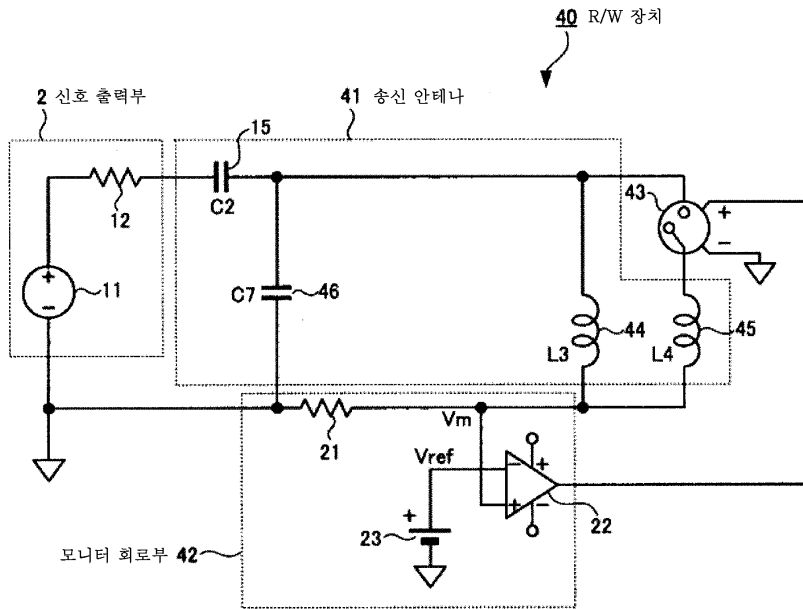 40 R/W 장치
2 신호 출력부
41 송신 안테나
15
12
C2
43
+
−
+
−
11
C7
46
L3
44
L4
45
21
Vm
Vref
−
+
+
−
22
+
23
모니터 회로부 42